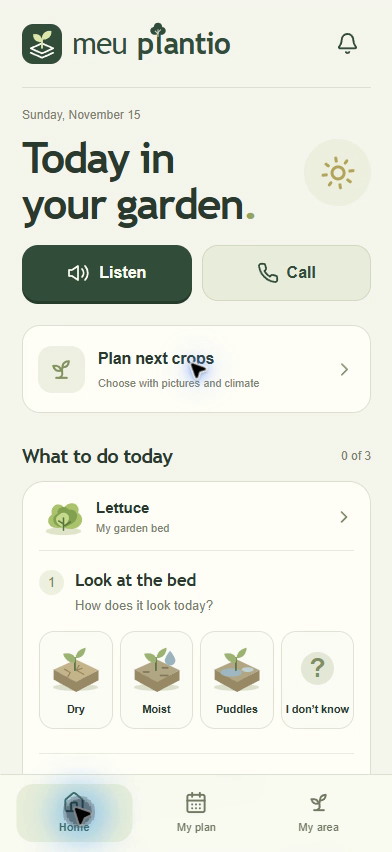 meu plantio
Sunday, November 15
Today in
your garden.
Listen
Call
Plan next crops
Choose with pictures and climate
What to do today
0 of 3
Lettuce
My garden bed
1
Look at the bed
How does it look today?
Dry
Moist
Puddles
?
I don't know
Home
My plan
My area